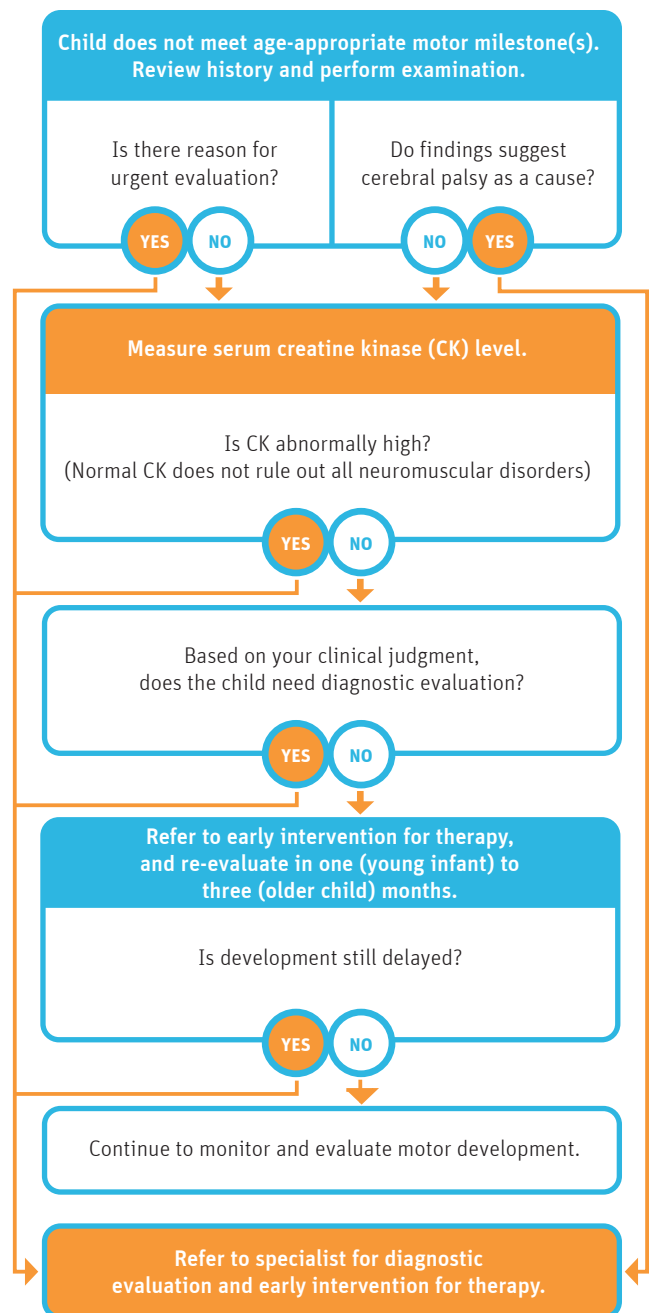 Child does not meet age-appropriate motor milestone(s).
Review history and perform examination.
Is there reason for
urgent evaluation?
YES
NO
Do findings suggest
cerebral palsy as a cause?
NO
YES
Measure serum creatine kinase (CK) level.
Is CK abnormally high?
(Normal CK does not rule out all neuromuscular disorders)
YES
NO
Based on your clinical judgment,
does the child need diagnostic evaluation?
YES
NO
Refer to early intervention for therapy,
and re-evaluate in one (young infant) to
three (older child) months.
Is development still delayed?
YES
NO
Continue to monitor and evaluate motor development.
Refer to specialist for diagnostic
evaluation and early intervention for therapy.